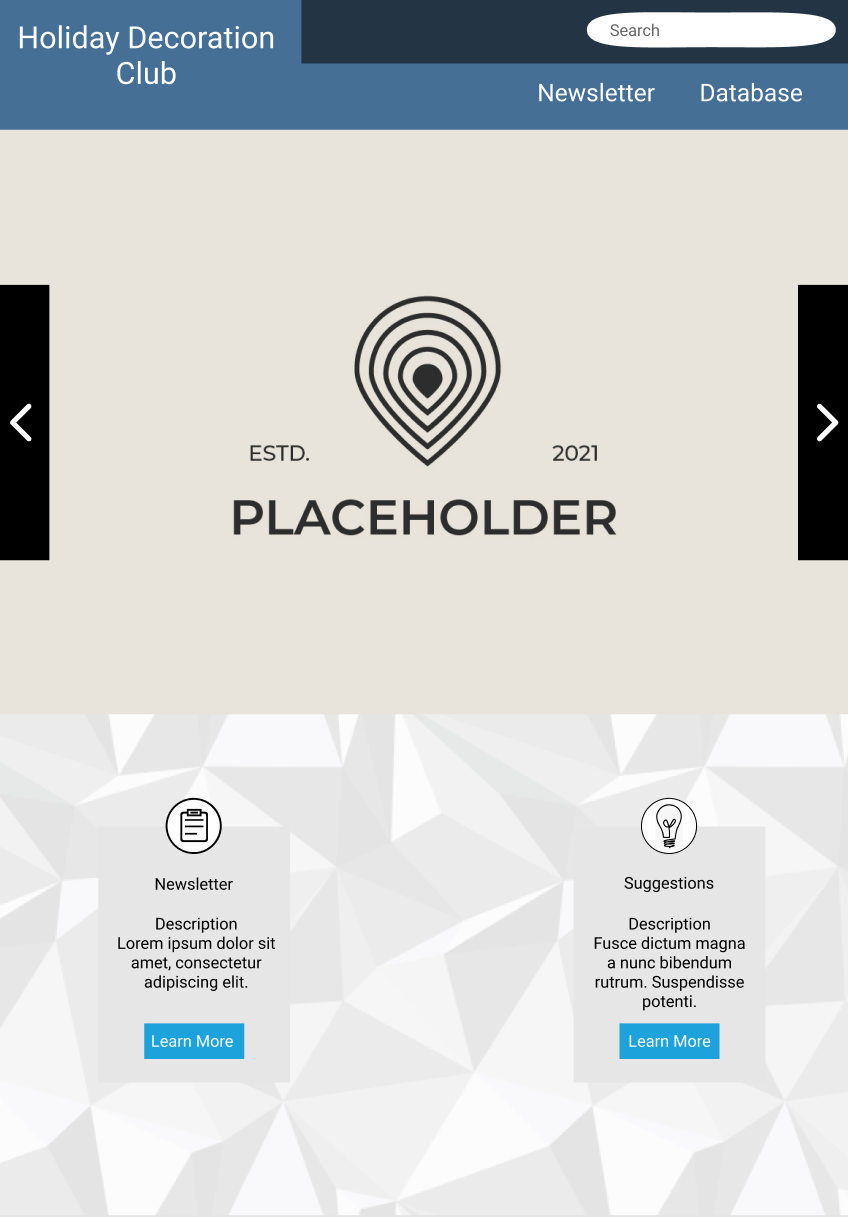 Holiday Decoration
Club
Search
Newsletter
Database
ESTD.
2021
PLACEHOLDER
Newsletter
Description
Lorem ipsum dolor sit
amet, consectetur
adipiscing elit.
Learn More
Suggestions
Description
Fusce dictum magna
a nunc bibendum
rutrum. Suspendisse
potenti.
Learn More